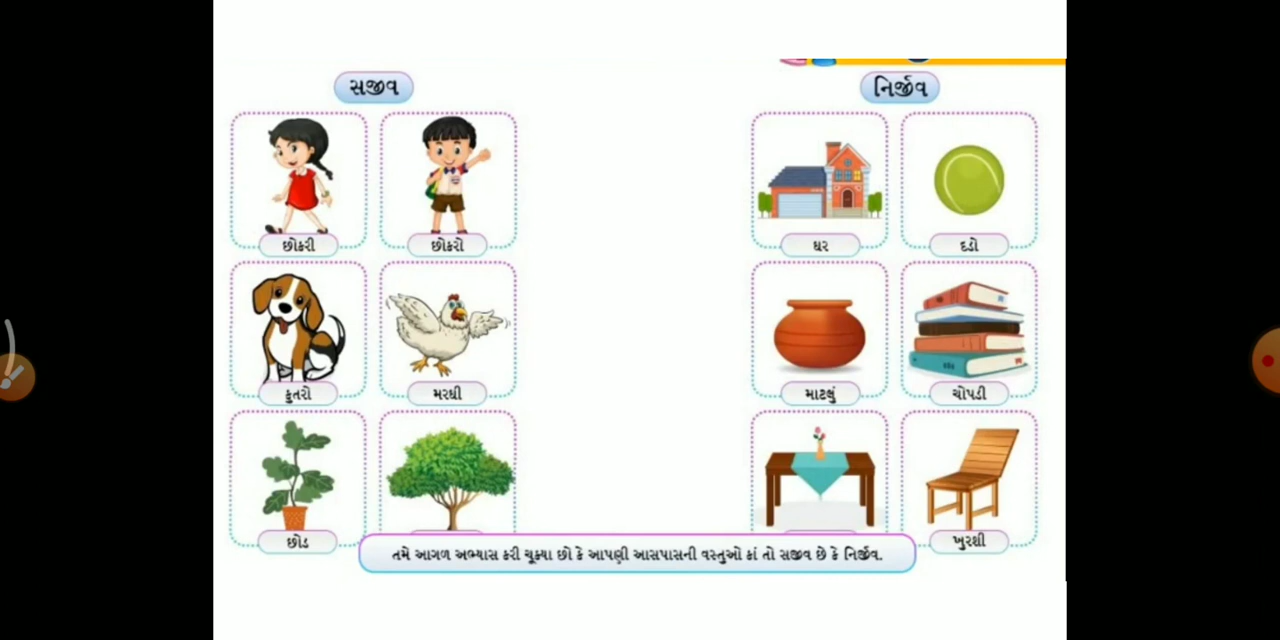 સજીવ
નિર્જીવ
છોકરી
છોકરો
ઘર
દડો
કુતરો
મરઘી
માટલું
ચોપડી
છોડ
ખુરશી
તમે આગળ અભ્યાસ કરી ચૂક્યા છો કે આપણી આસપાસની વસ્તુઓ કાં તો સજીવ છે કે નિર્જીવ.